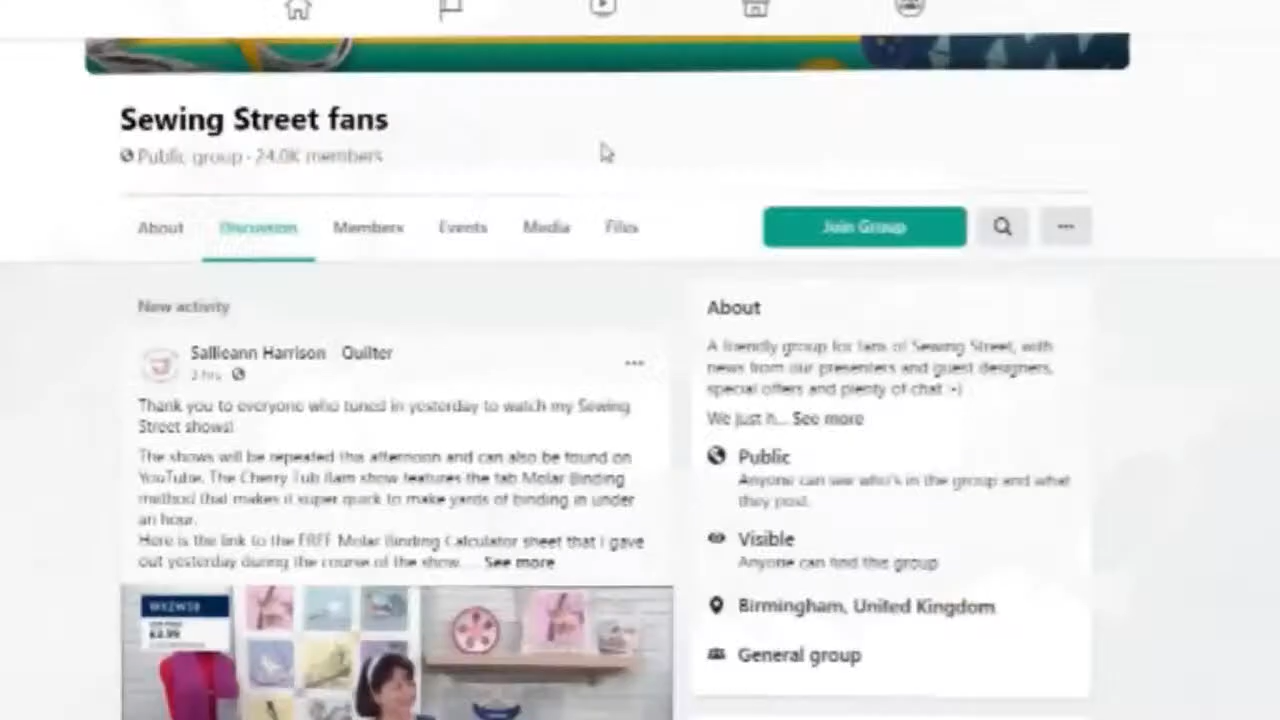 Sewing Street fans
Public group · 24.0K members
About Discussion Members Events Media Files
Join Group
New activity
Sallieann Harrison Quilter
2 hrs
Thank you to everyone who tuned in yesterday to watch my Sewing
Street shows!
The shows will be repeated this afternoon and can also be found on
YouTube. The Cherry Tub show features the fab Molar Binding
method that makes it super quick to make yards of binding in under
an hour.
Here is the link to the FREE Molar Binding Calculator sheet that I gave
out yesterday during the course of the show.... See more
£3.99
About
A friendly group for fans of Sewing Street, with
news from our presenters and guest designers,
special offers and plenty of chat :-)
We just h... See more
Public
Anyone can see who's in the group and what
they post.
Visible
Anyone can find this group
Birmingham, United Kingdom
General group